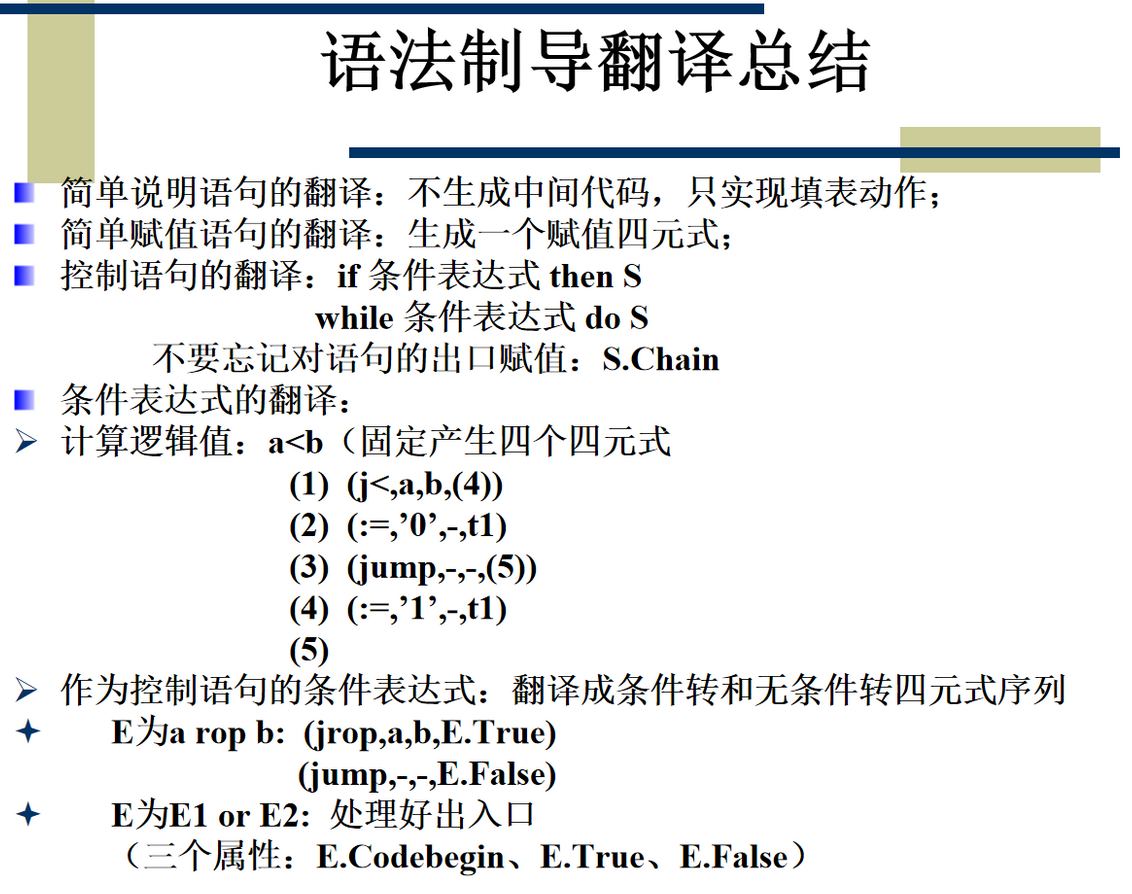 语法制导翻译总结
简单说明语句的翻译：不生成中间代码，只实现填表动作；
简单赋值语句的翻译：生成一个赋值四元式；
控制语句的翻译：if 条件表达式 then S
while 条件表达式 do S
不要忘记对语句的出口赋值：S.Chain
条件表达式的翻译：
计算逻辑值：a<b（固定产生四个四元式
(1) (j<,a,b,(4))
(2) (:=,’0’,-,t1)
(3) (jump,-,-,(5))
(4) (:=,’1’,-,t1)
(5)
作为控制语句的条件表达式：翻译成条件转和无条件转四元式序列
E为a rop b: (jrop,a,b,E.True)
(jump,-,-,E.False)
E为E1 or E2: 处理好出入口
（三个属性：E.Codebegin、E.True、E.False）